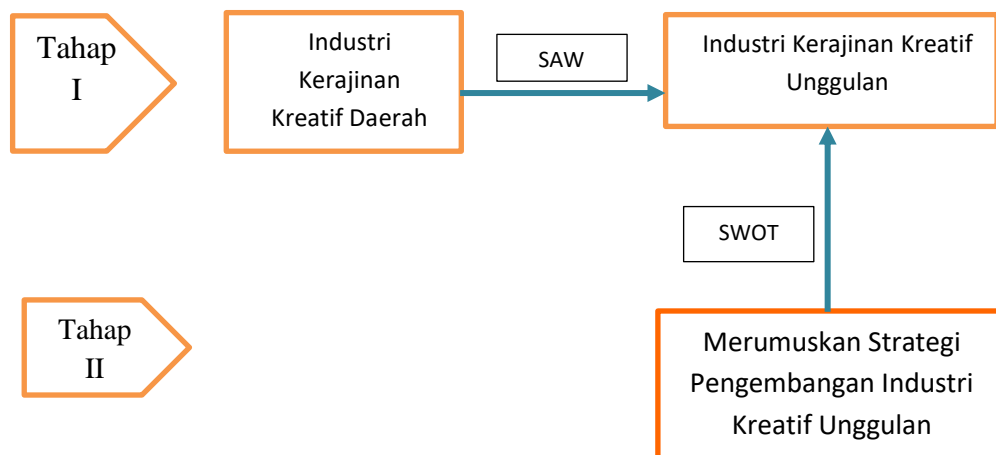 Tahap
I
Industri
Kerajinan
Kreatif Daerah
SAW
Industri Kerajinan Kreatif
Unggulan
SWOT
Tahap
II
Merumuskan Strategi
Pengembangan Industri
Kreatif Unggulan